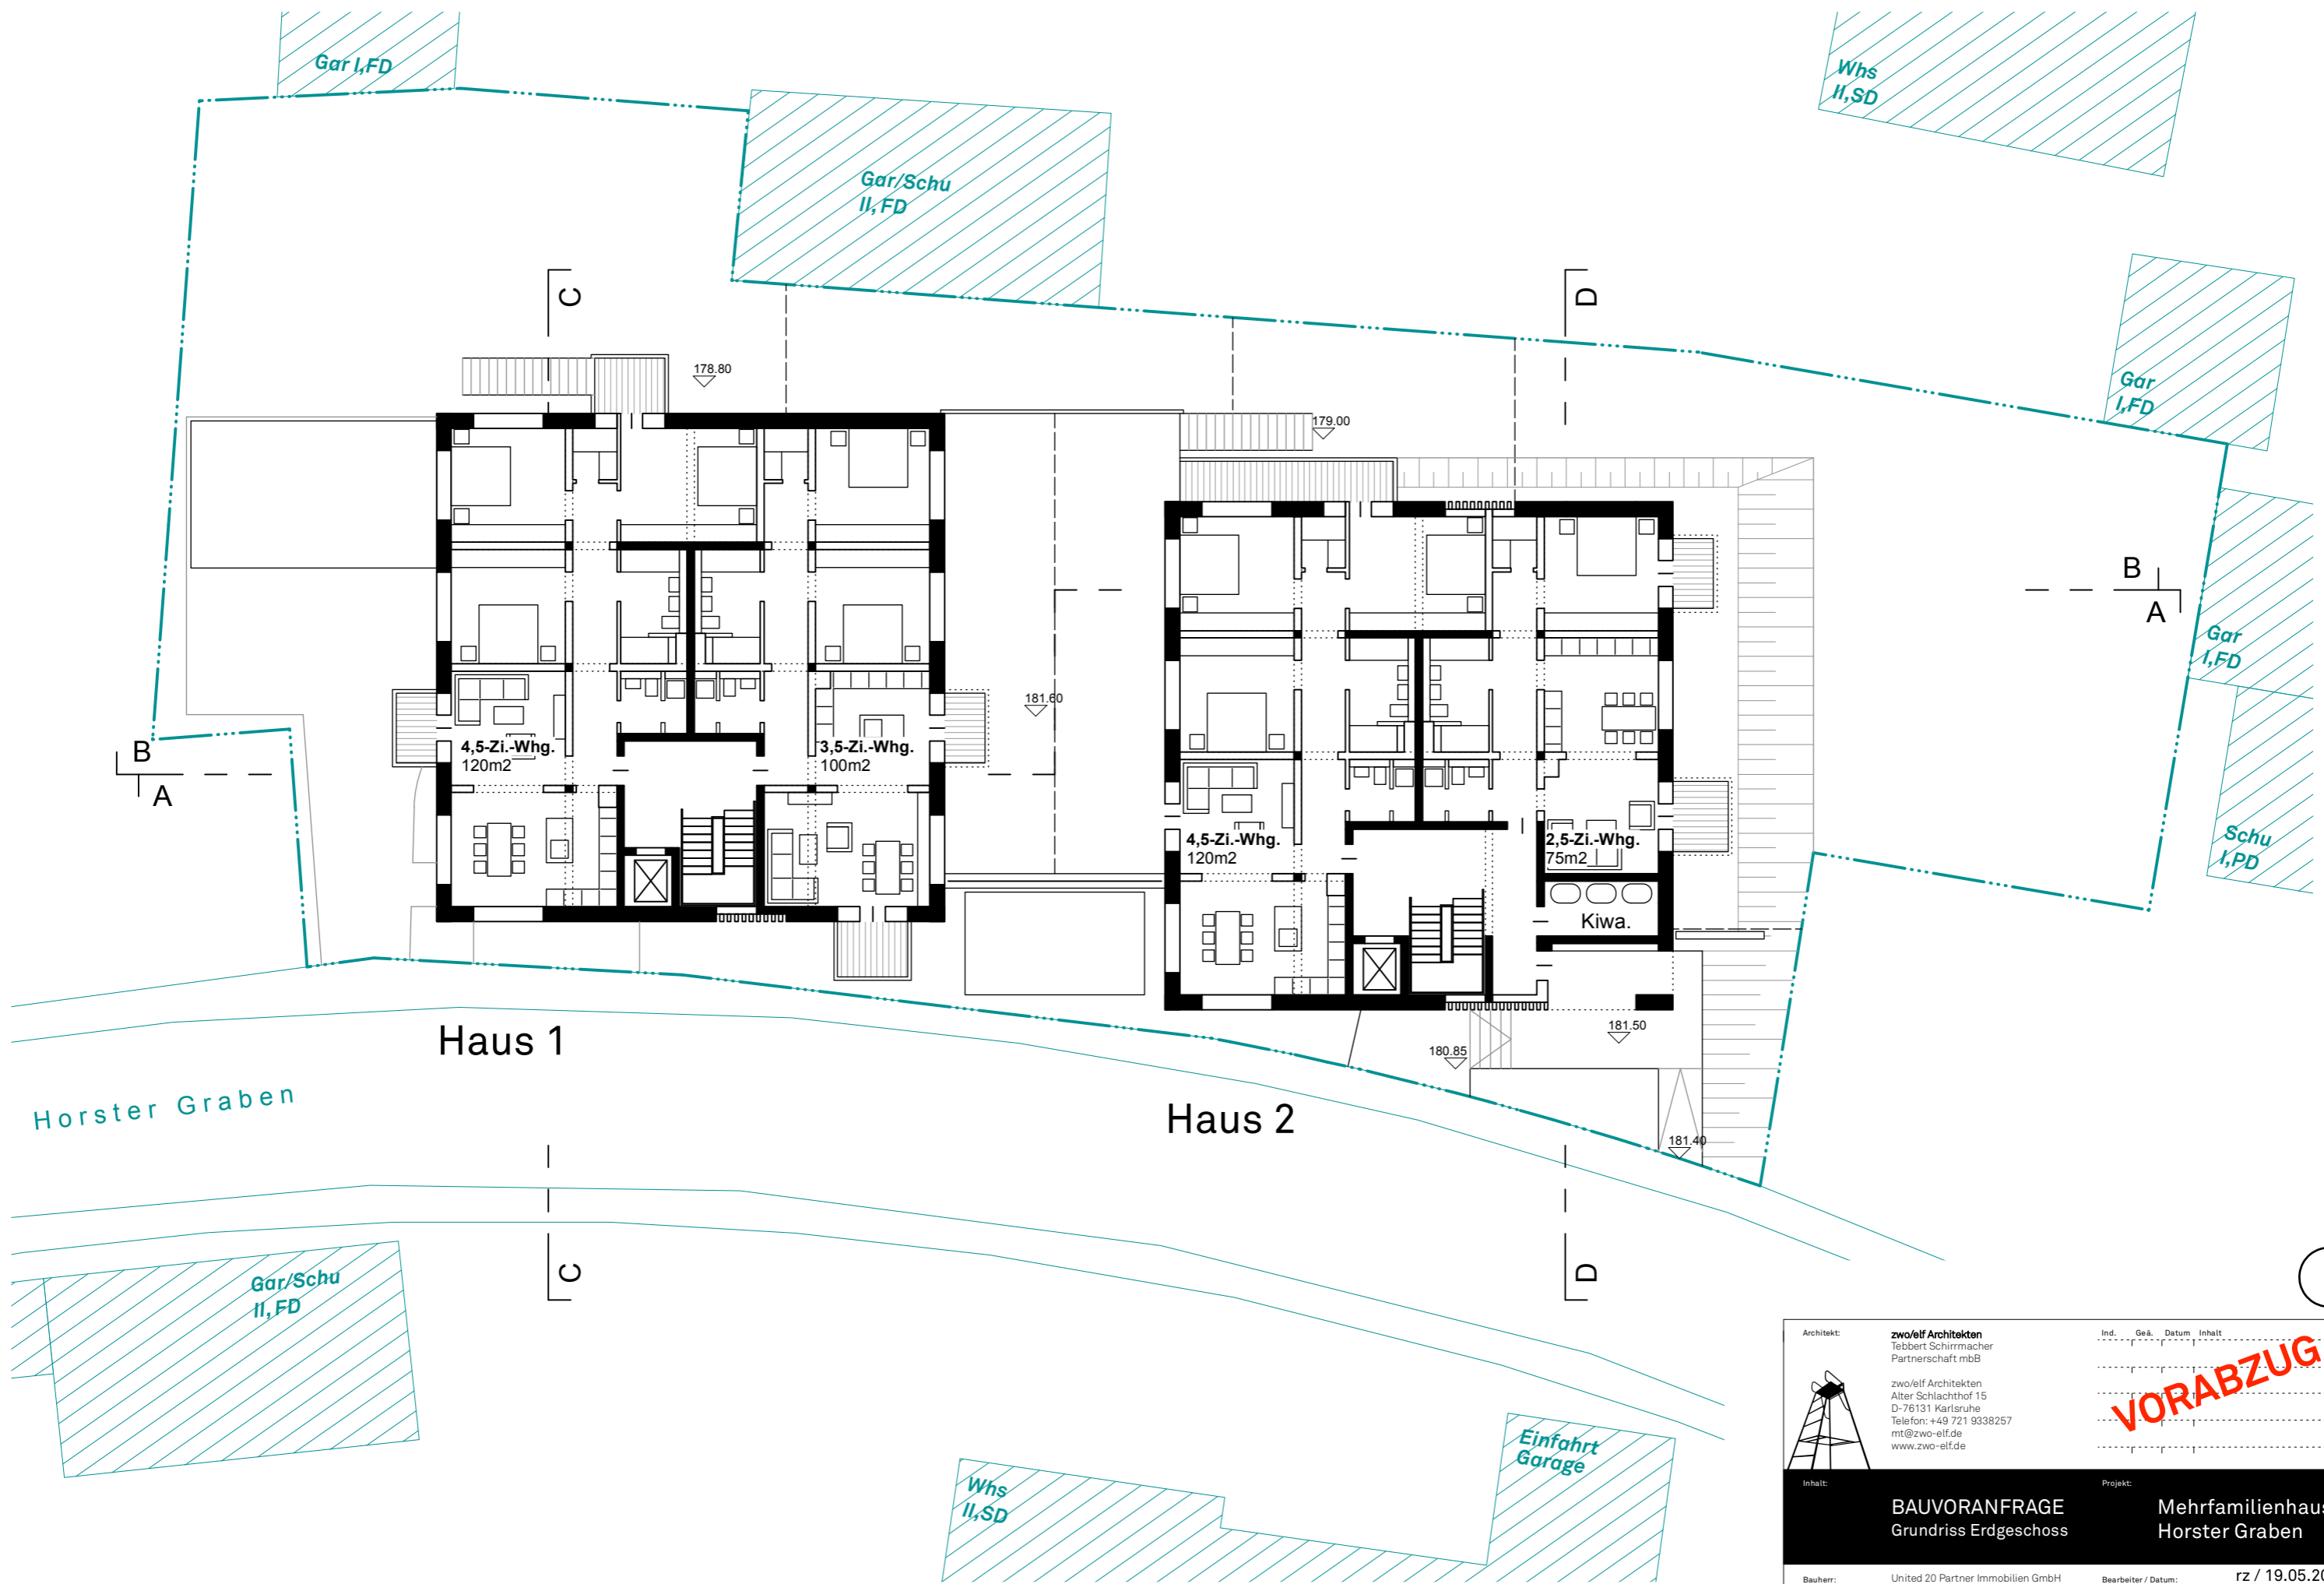 Gar I,FD
Whs
II,SD
Gar/Schu
II, FD
C
D
178.80
179.00
Gar
I,FD
B
A
Gar
I,FD
181.60
4,5-Zi.-Whg.
120m2
3,5-Zi.-Whg.
100m2
B
A
4,5-Zi.-Whg.
120m2
2,5-Zi.-Whg.
75m2
Schu
I,PD
Kiwa.
Haus 1
181.50
180.85
Horster Graben
Haus 2
181.40
C
D
Gar/Schu
II, FD
Einfahrt
Garage
Whs
II,SD
Architekt:
zwo/elf Architekten
Tebbert Schirrmacher
Partnerschaft mbB
zwo/elf Architekten
Alter Schlachthof 15
D-76131 Karlsruhe
Telefon: +49 721 9338257
mt@zwo-elf.de
www.zwo-elf.de
Ind. Geä. Datum Inhalt
VORABZUG
Inhalt:
BAUVORANFRAGE
Grundriss Erdgeschoss
Projekt:
Mehrfamilienhaus
Horster Graben
Bauherr:
United 20 Partner Immobilien GmbH
Bearbeiter / Datum:
rz / 19.05.20